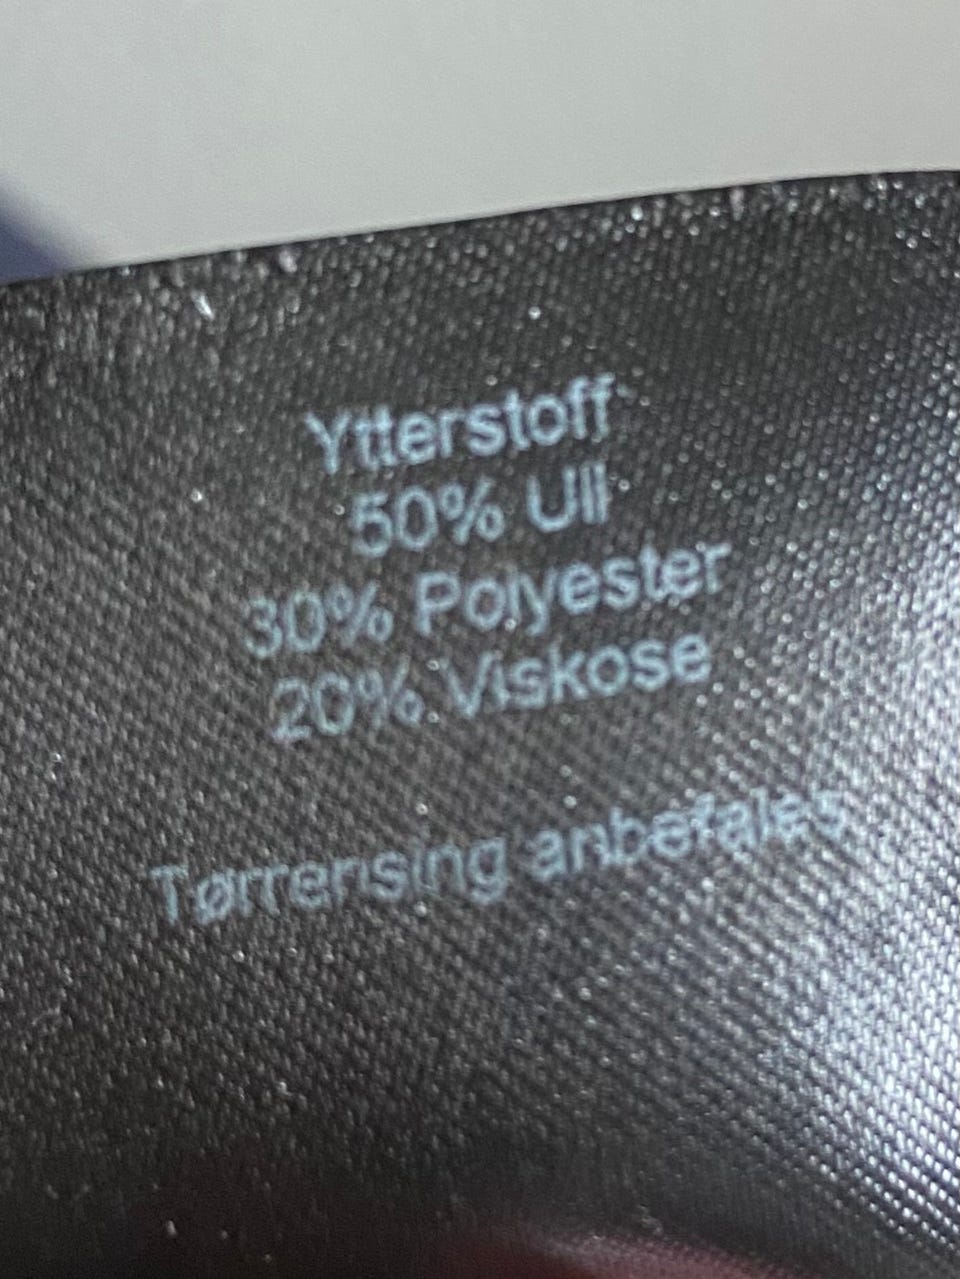 Ytterstoff
50% Ull
30% Polyester
20% Viskose
Tørrensing anbefales